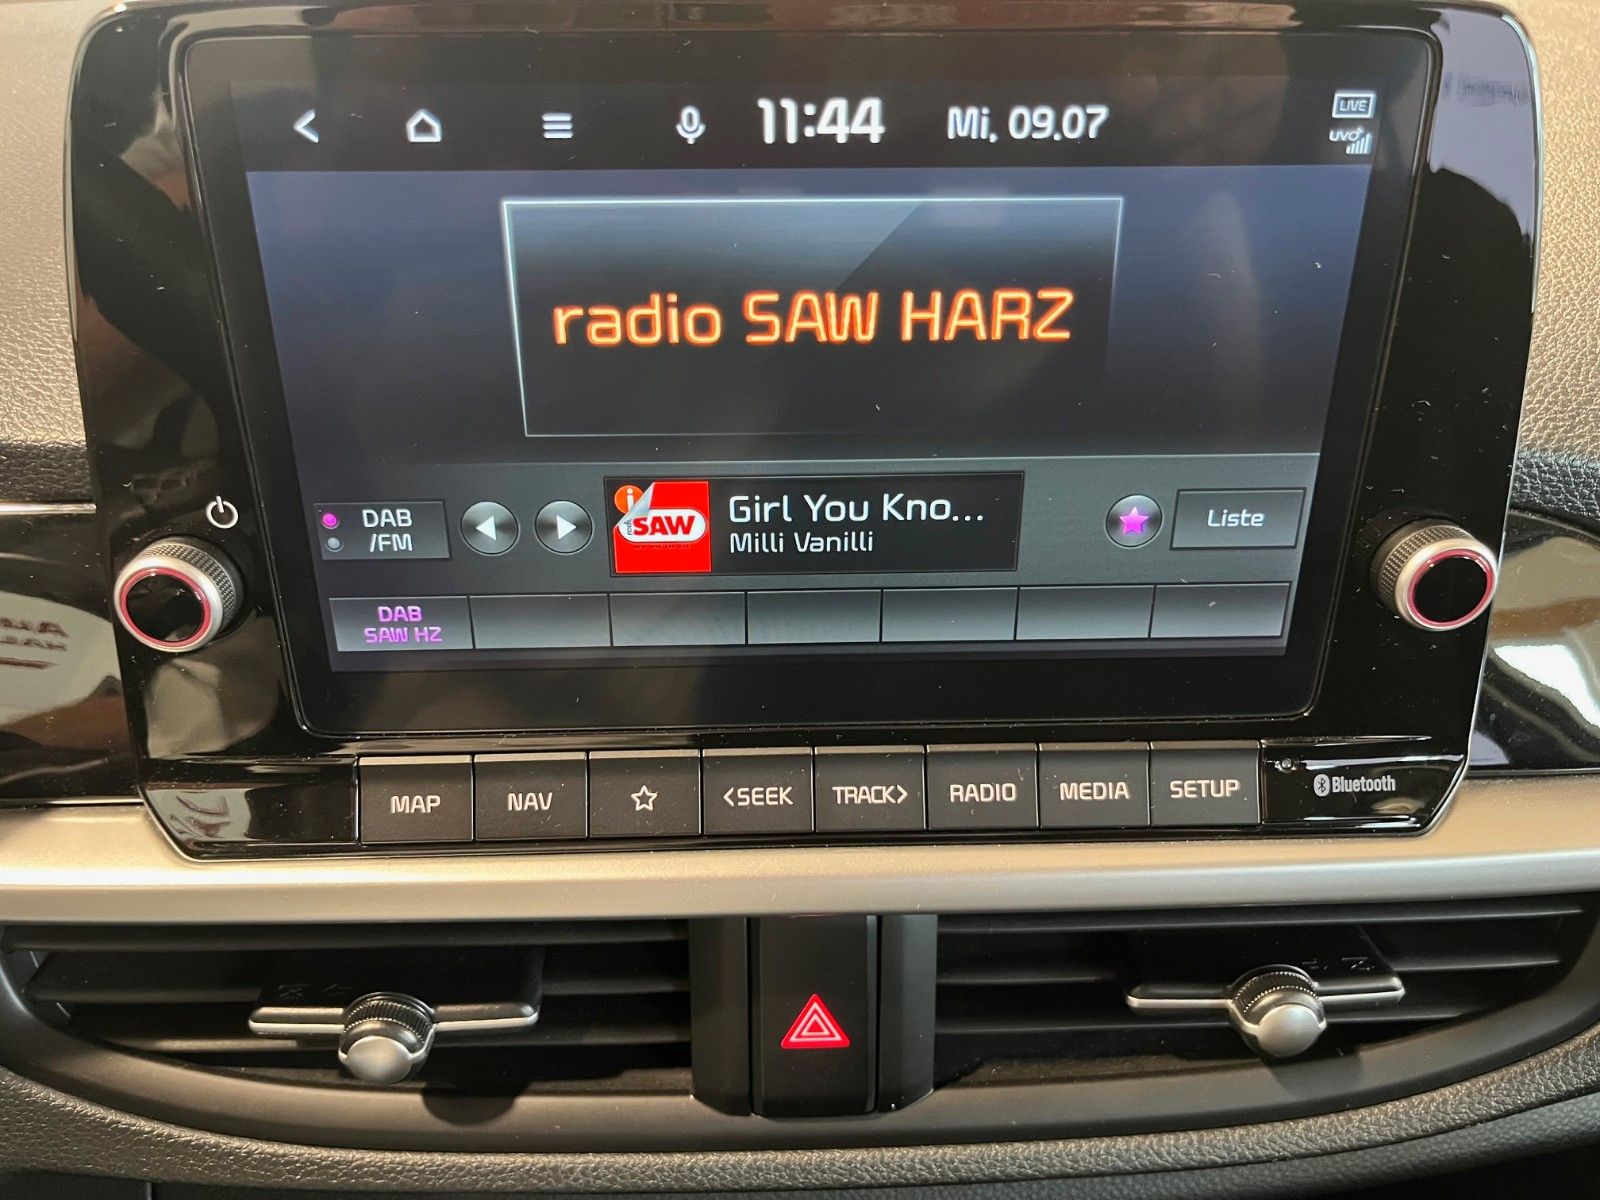 11:44 Mi, 09.07
LIVE
UVO
radio SAW HARZ
DAB
/FM
SAW
Girl You Kno...
Milli Vanilli
Liste
DAB
SAW HZ
MAP NAV <SEEK TRACK> RADIO MEDIA SETUP
Bluetooth